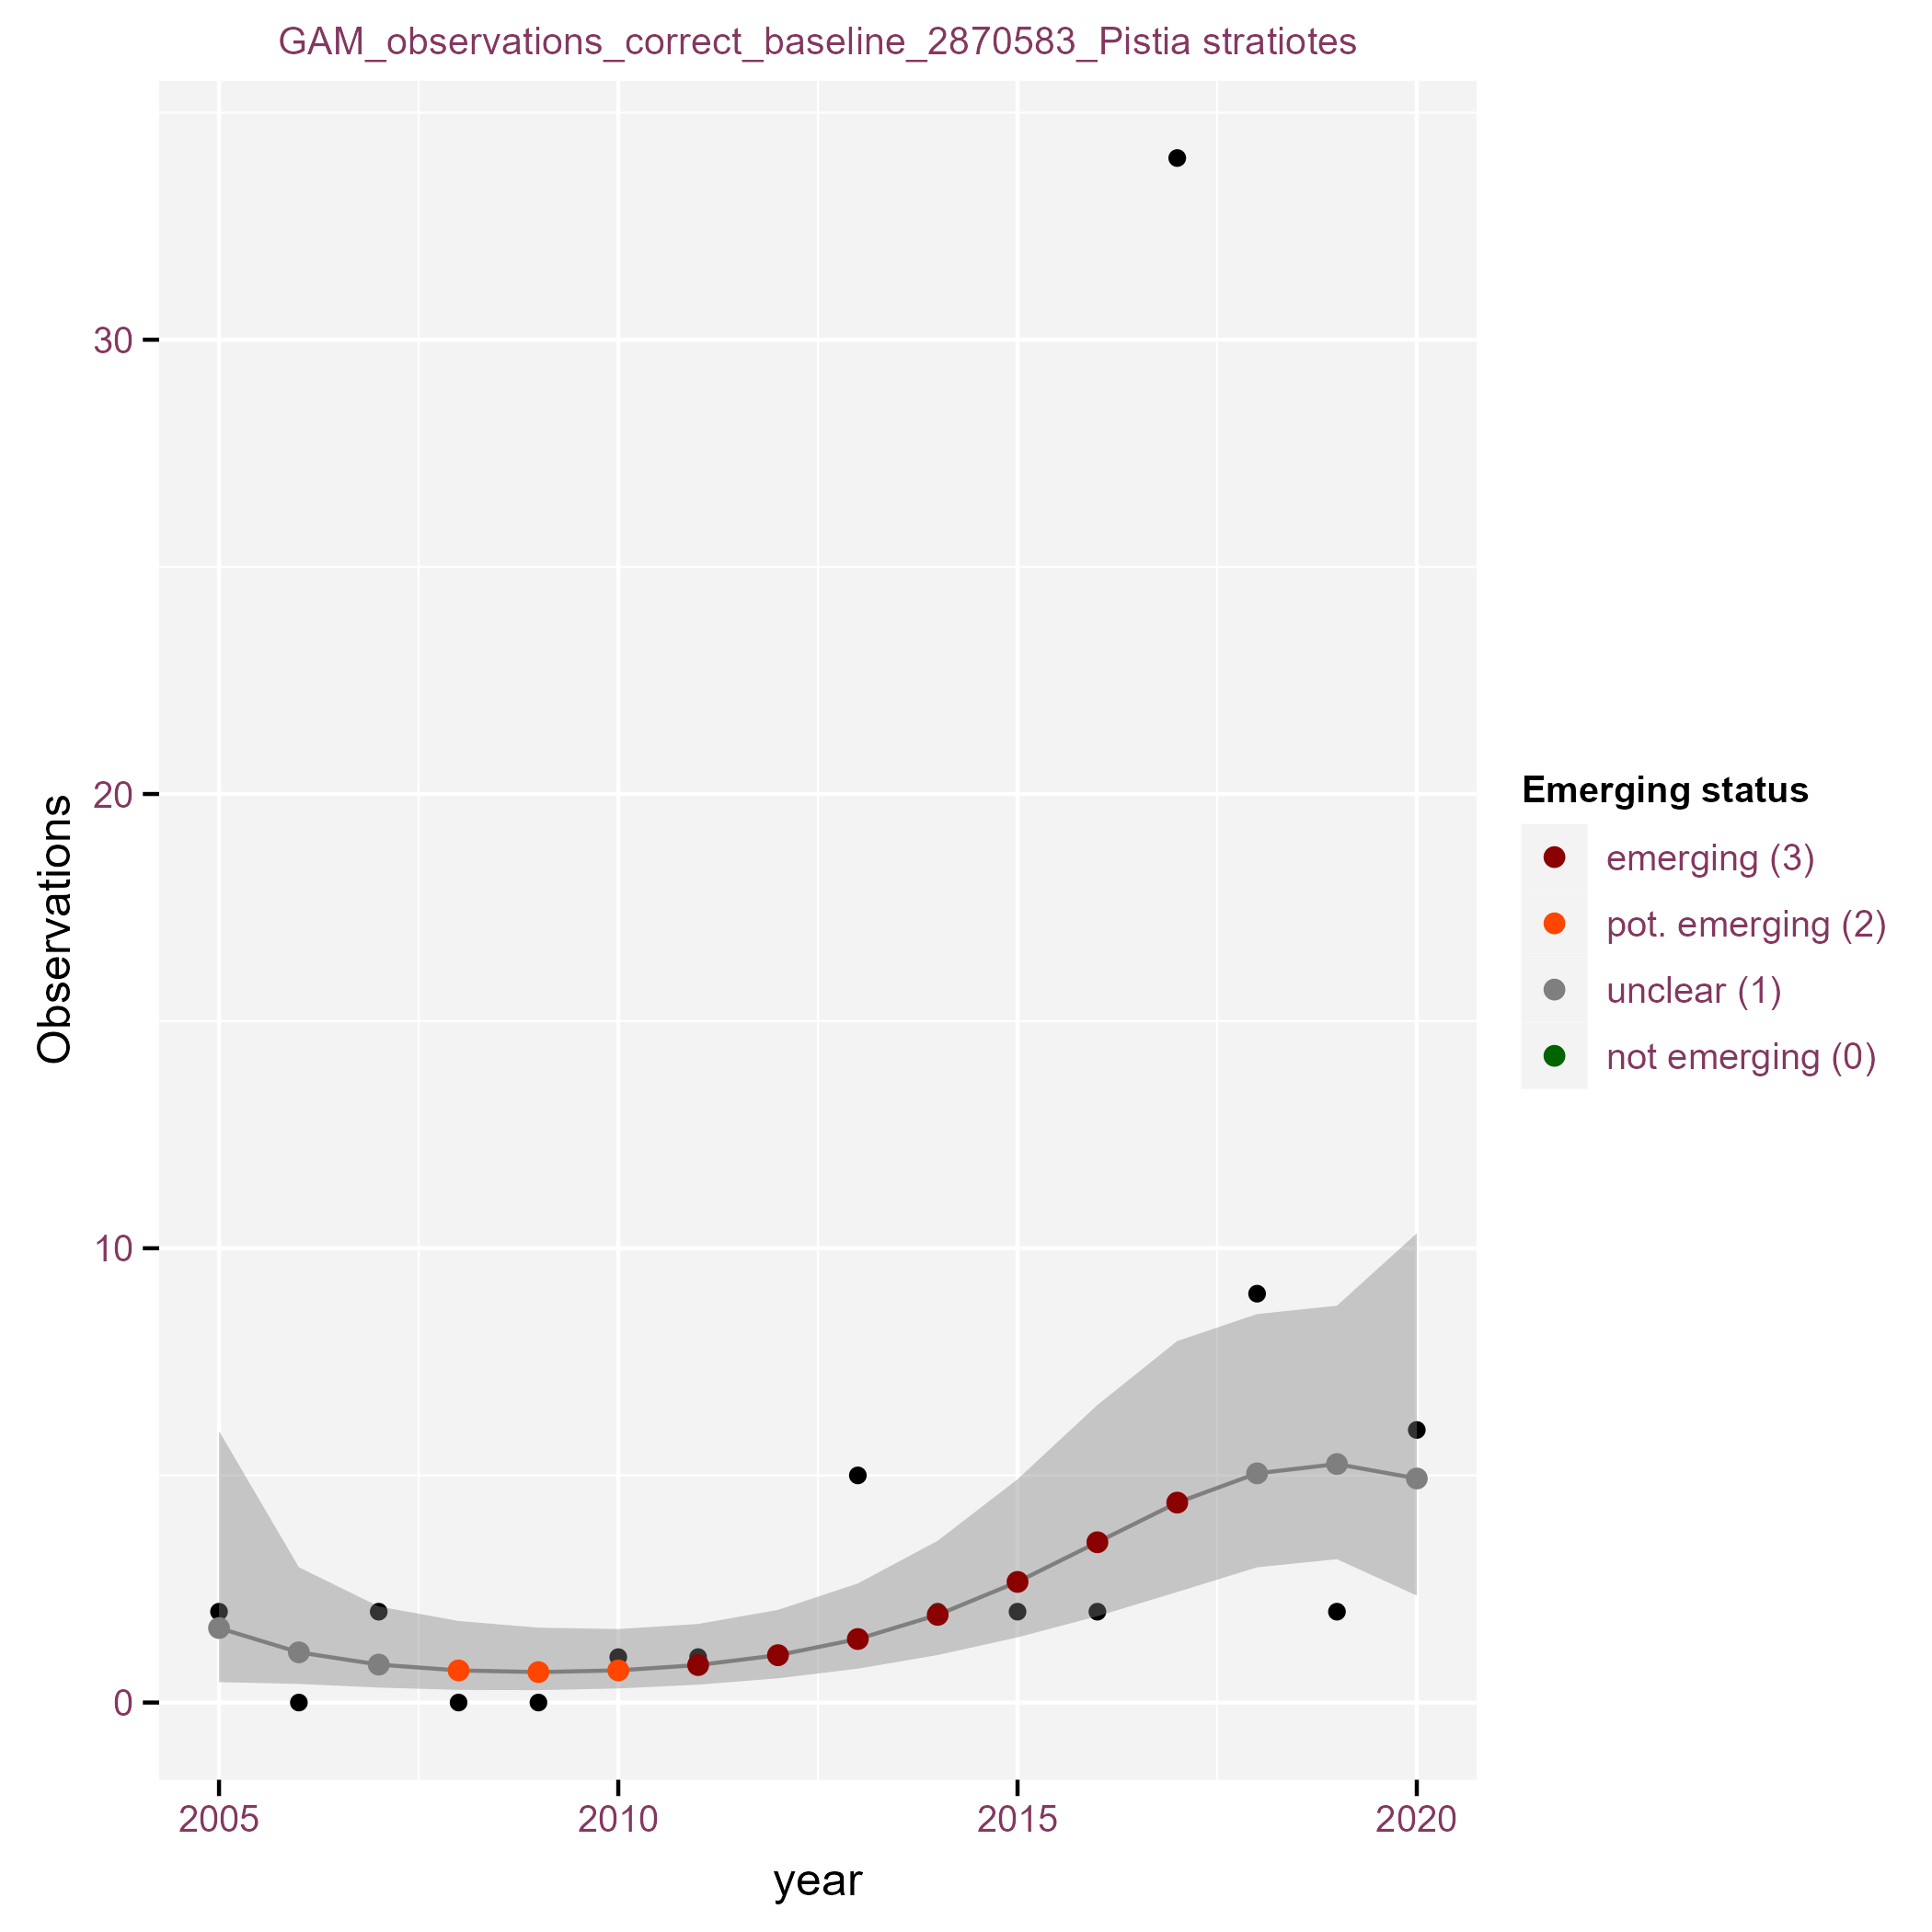 GAM_observations_correct_baseline_2870583_Pistia stratiotes
30
20
10
0
Observations
2005 2010 2015 2020
year
Emerging status
emerging (3)
pot. emerging (2)
unclear (1)
not emerging (0)